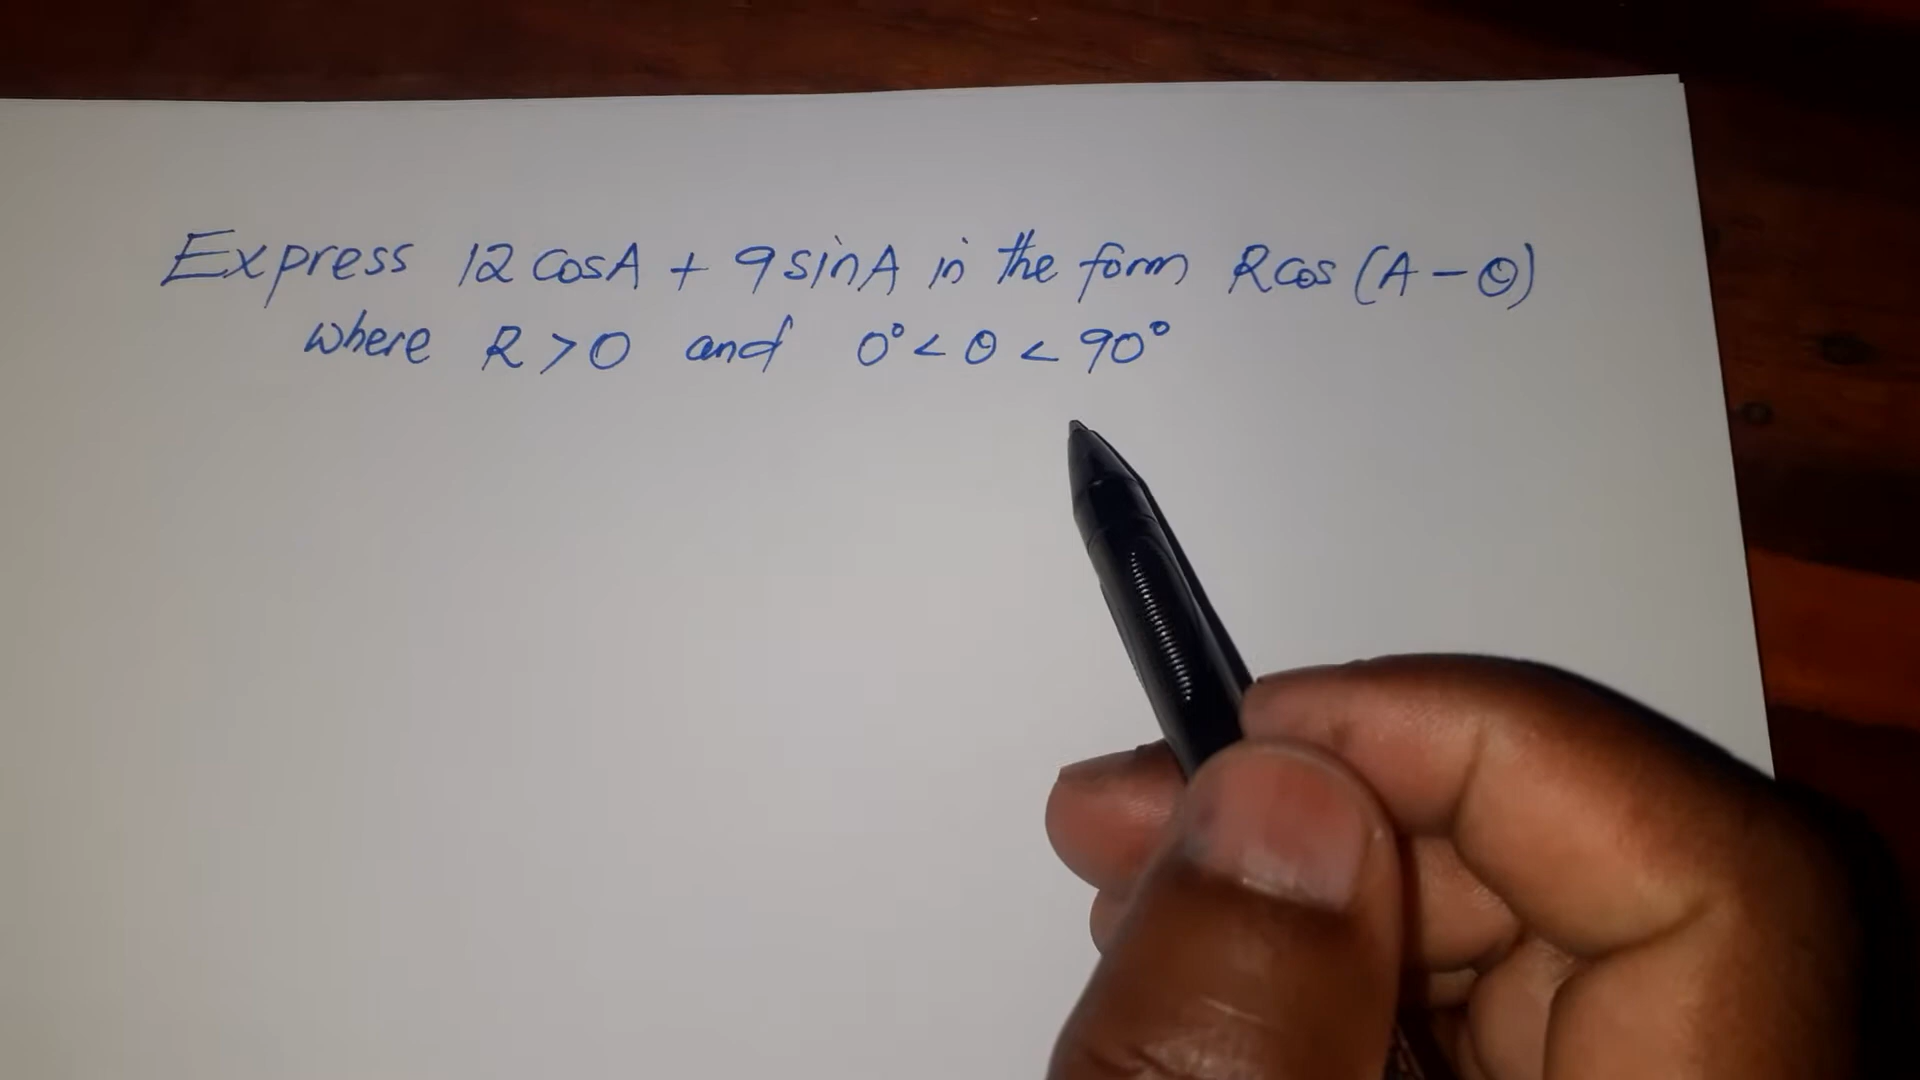 Express 12 cosA + 9 sinA in the form Rcos (A - θ)
where R > 0 and 0° < θ < 90°